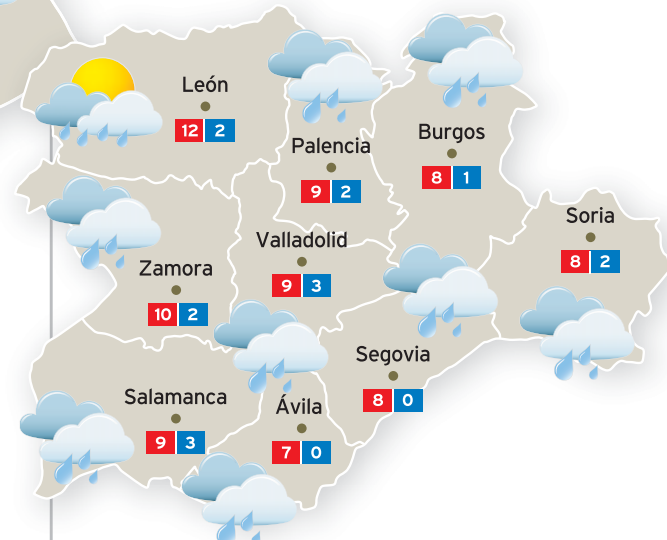 León
12 2
Palencia
9 2
Burgos
8 1
Soria
8 2
Valladolid
9 3
Zamora
10 2
Segovia
8 0
Salamanca
9 3
Ávila
7 0